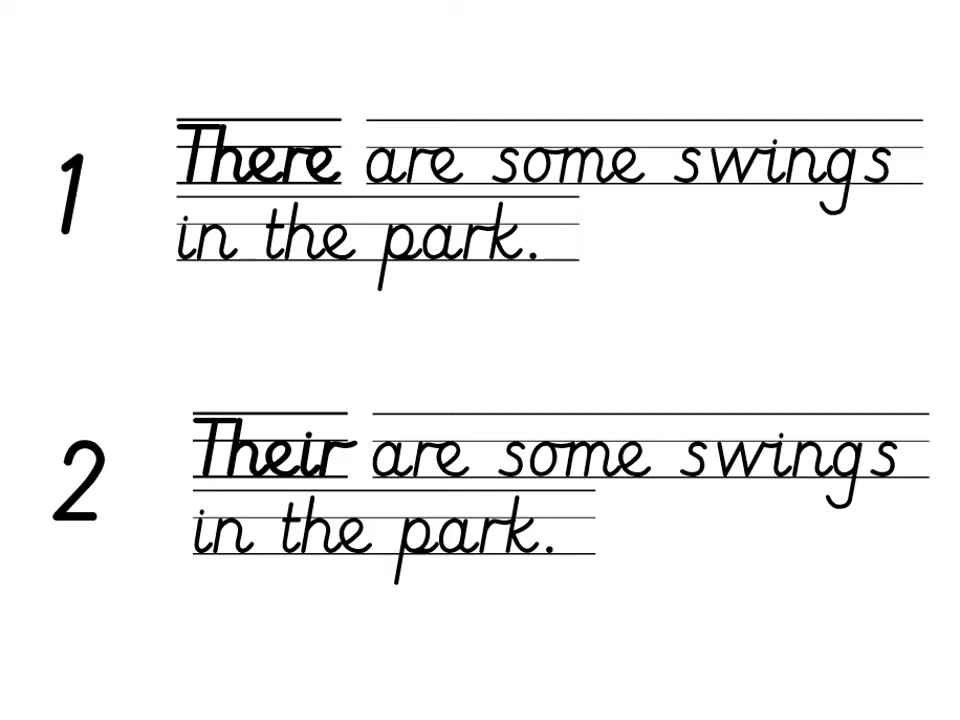 1 There are some swings
in the park.
2 Their are some swings
in the park.